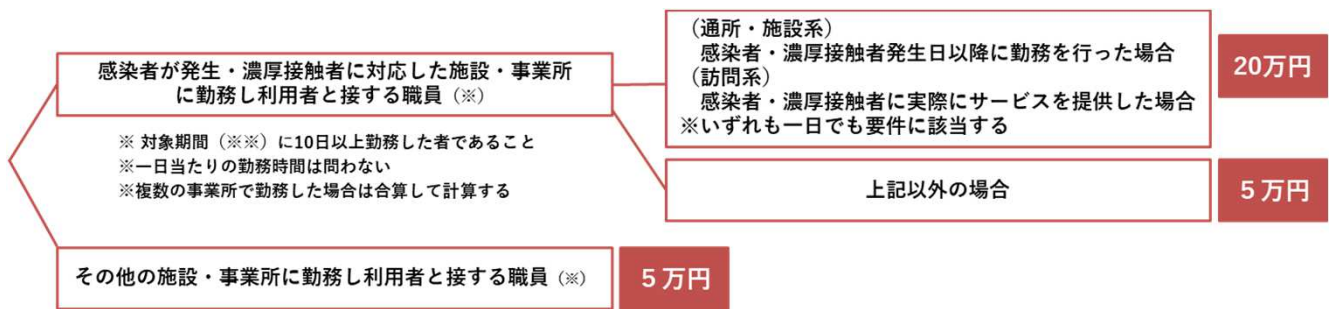 感染者が発生・濃厚接触者に対応した施設・事業所
に勤務し利用者と接する職員（※）
※ 対象期間（※※）に10日以上勤務した者であること
※一日当たりの勤務時間は問わない
※複数の事業所で勤務した場合は合算して計算する
（通所・施設系）
感染者・濃厚接触者発生日以降に勤務を行った場合
（訪問系）
感染者・濃厚接触者に実際にサービスを提供した場合
※いずれも一日でも要件に該当する
20万円
上記以外の場合
５万円
その他の施設・事業所に勤務し利用者と接する職員（※）
５万円